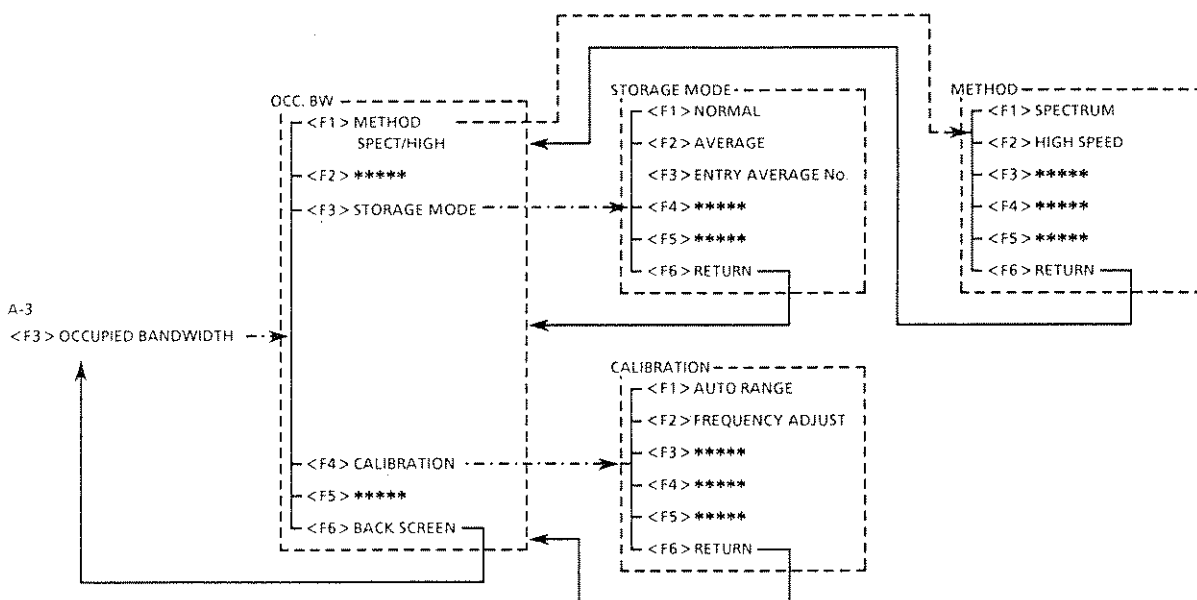 OCC. BW
<F1> METHOD
SPECT/HIGH
<F2> *****
<F3> STORAGE MODE
<F4> CALIBRATION
<F5> *****
<F6> BACK SCREEN
A-3
<F3> OCCUPIED BANDWIDTH
STORAGE MODE
<F1> NORMAL
<F2> AVERAGE
<F3> ENTRY AVERAGE No.
<F4> *****
<F5> *****
<F6> RETURN
METHOD
<F1> SPECTRUM
<F2> HIGH SPEED
<F3> *****
<F4> *****
<F5> *****
<F6> RETURN
CALIBRATION
<F1> AUTO RANGE
<F2> FREQUENCY ADJUST
<F3> *****
<F4> *****
<F5> *****
<F6> RETURN